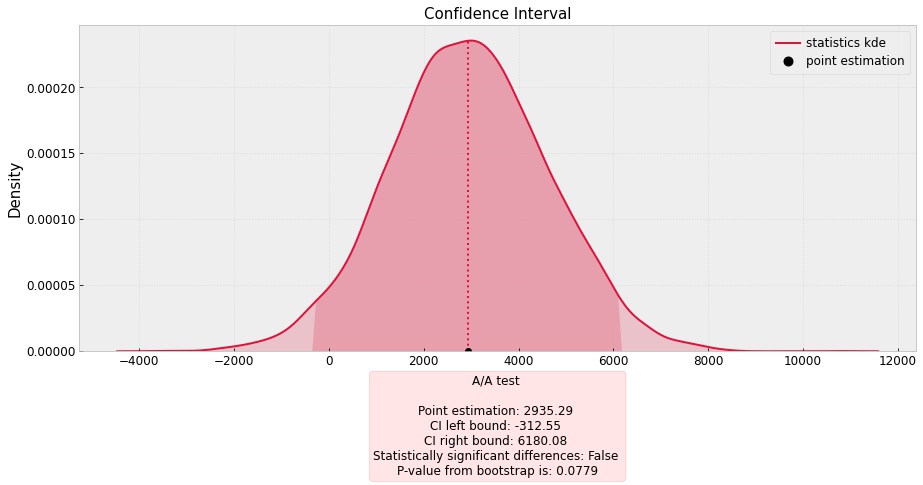 Confidence Interval
statistics kde
point estimation
Density
0.00020
0.00015
0.00010
0.00005
0.00000
−4000 −2000 0 2000 4000 6000 8000 10000 12000
A/A test
Point estimation: 2935.29
CI left bound: -312.55
CI right bound: 6180.08
Statistically significant differences: False
P-value from bootstrap is: 0.0779